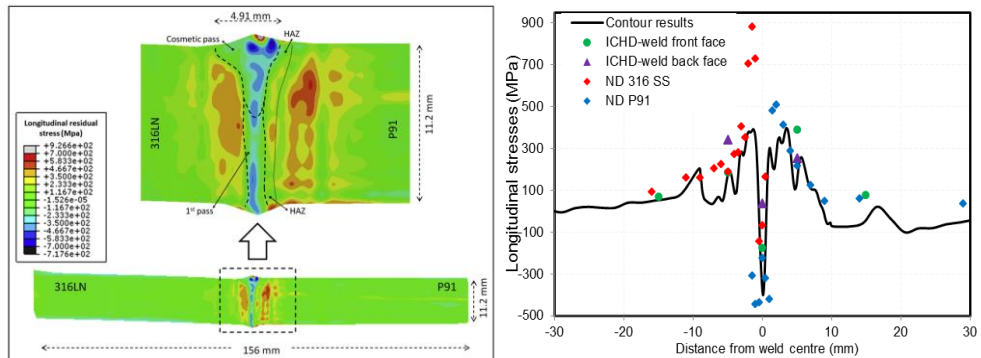 4.91 mm
Cosmetic pass
HAZ
316LN
P91
11.2 mm
1st pass
HAZ
Longitudinal residual
stress (Mpa)
+9.266e+02
+7.000e+02
+5.833e+02
+4.667e+02
+3.500e+02
+2.333e+02
+1.167e+02
-1.526e-05
-1.167e+02
-2.333e+02
-3.500e+02
-4.667e+02
-5.833e+02
-7.000e+02
-7.176e+02
316LN
P91
11.2 mm
156 mm
Longitudinal stresses (MPa)
900
700
500
300
100
-100
-300
-500
Contour results
ICHD-weld front face
ICHD-weld back face
ND 316 SS
ND P91
-30
-20
-10
0
10
20
30
Distance from weld centre (mm)